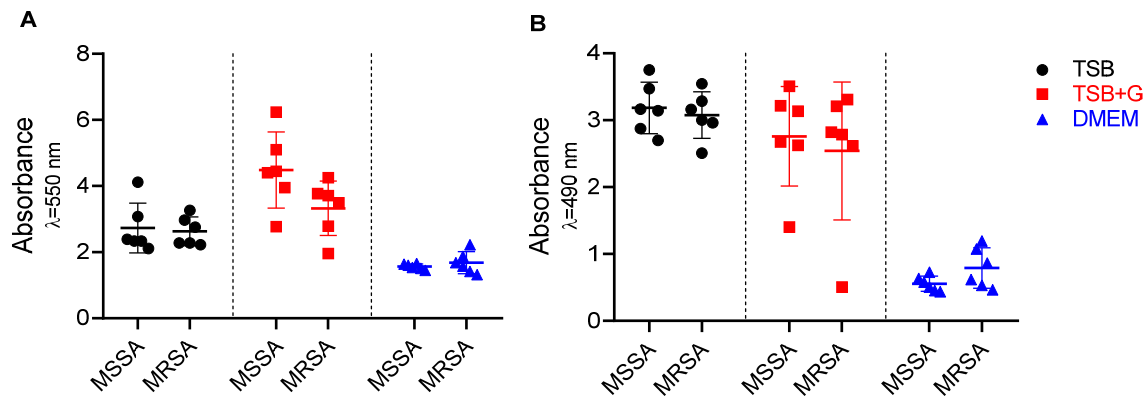 A
Absorbance
λ=550 nm
8
6
4
2
0
MSSA
MRSA
MSSA
MRSA
MSSA
MRSA
B
Absorbance
λ=490 nm
4
3
2
1
0
MSSA
MRSA
MSSA
MRSA
MSSA
MRSA
TSB
TSB+G
DMEM